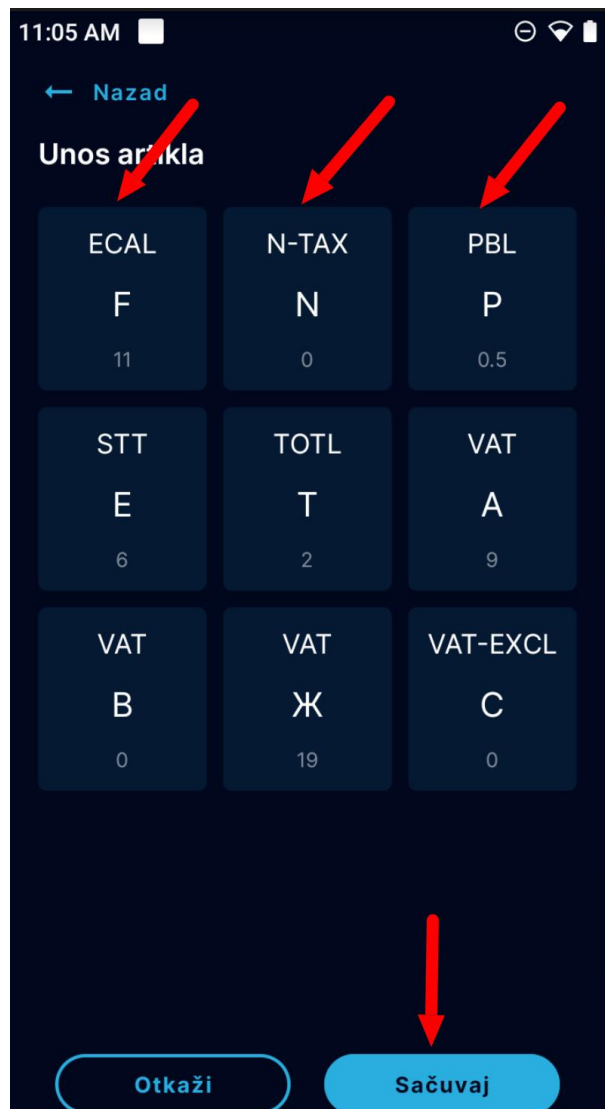 11:05 AM
← Nazad
Unos artikla
ECAL N-TAX PBL
F N P
11 0 0.5
STT TOTL VAT
E T A
6 2 9
VAT VAT VAT-EXCL
B Ж C
0 19 0
Otkaži Sačuvaj